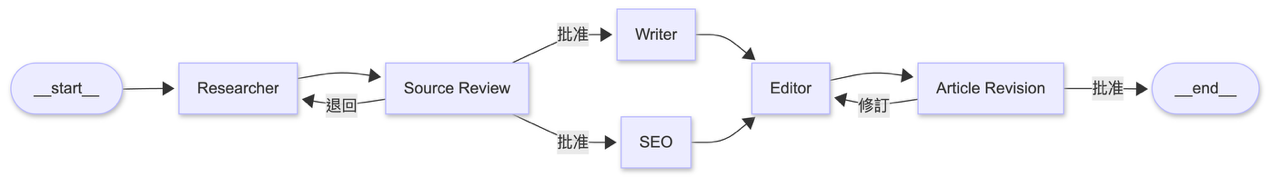 __start__
Researcher
退回
Source Review
批准
Writer
批准
SEO
Editor
修訂
Article Revision
批准
__end__